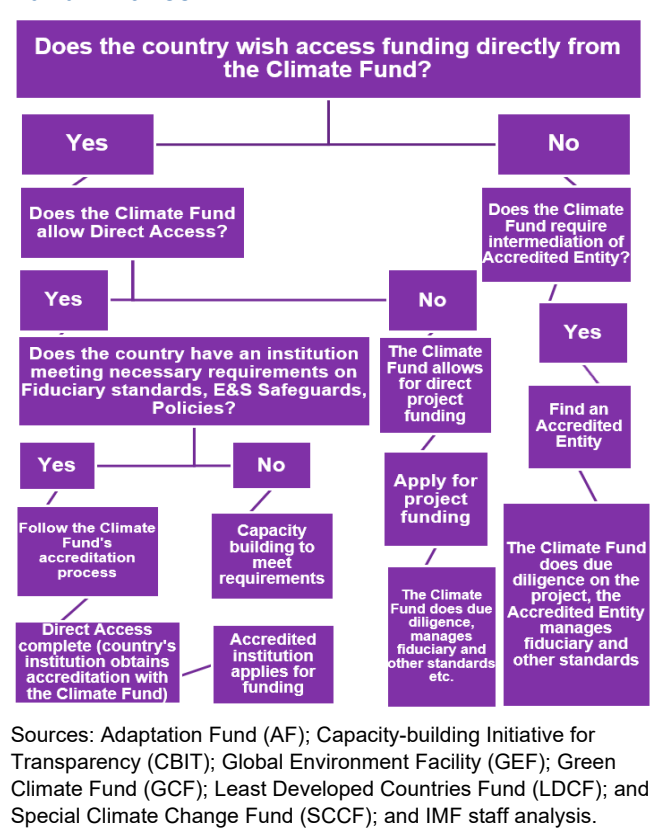 Does the country wish access funding directly from
the Climate Fund?
Yes
No
Does the Climate Fund
allow Direct Access?
Does the Climate
Fund require
intermediation of
Accredited Entity?
Yes
No
Yes
Does the country have an institution
meeting necessary requirements on
Fiduciary standards, E&S Safeguards,
Policies?
The Climate
Fund allows
for direct
project
funding
Find an
Accredited
Entity
Yes
No
Apply for
project
funding
Follow the Climate
Fund's
accreditation
process
Capacity
building to
meet
requirements
The Climate Fund
does due
diligence on the
project, the
Accredited Entity
manages
fiduciary and
other standards
The Climate
Fund does due
diligence,
manages
fiduciary and
other standards
etc.
Direct Access
complete (country's
institution obtains
accreditation with
the Climate Fund)
Accredited
institution
applies for
funding
Sources: Adaptation Fund (AF); Capacity-building Initiative for
Transparency (CBIT); Global Environment Facility (GEF); Green
Climate Fund (GCF); Least Developed Countries Fund (LDCF); and
Special Climate Change Fund (SCCF); and IMF staff analysis.